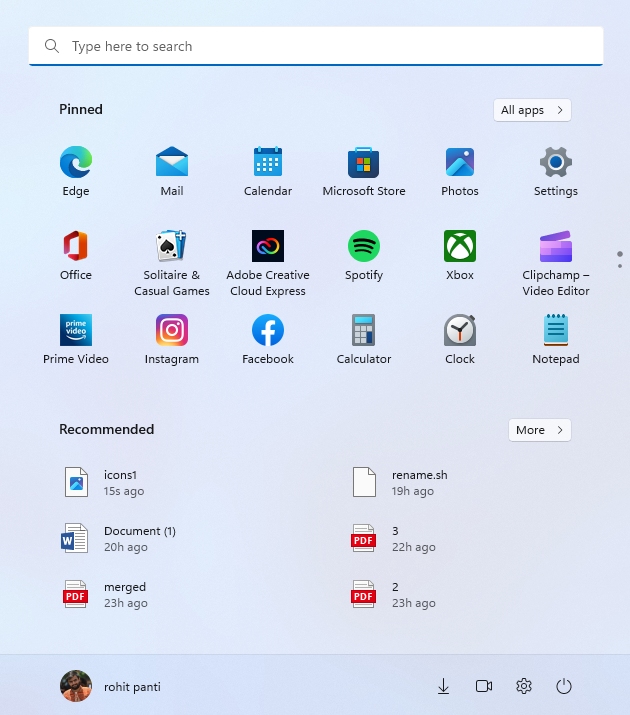 Type here to search
Pinned
All apps
Edge
Mail
Calendar
Microsoft Store
Photos
Settings
Office
Solitaire &
Casual Games
Adobe Creative
Cloud Express
Spotify
Xbox
Clipchamp –
Video Editor
prime
video
Prime Video
Instagram
Facebook
Calculator
Clock
Notepad
Recommended
More
icons1
15s ago
rename.sh
19h ago
W
Document (1)
20h ago
PDF
3
22h ago
PDF
merged
23h ago
PDF
2
23h ago
rohit panti